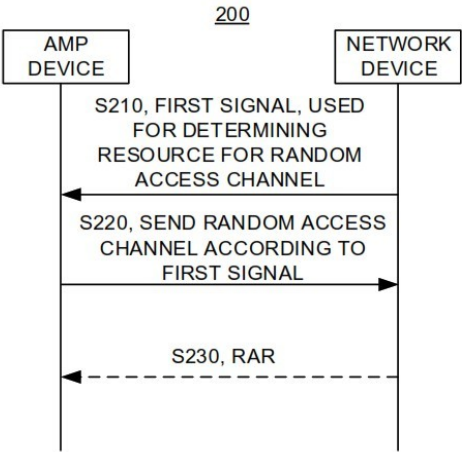 200
AMP
DEVICE
NETWORK
DEVICE
S210, FIRST SIGNAL, USED
FOR DETERMINING
RESOURCE FOR RANDOM
ACCESS CHANNEL
S220, SEND RANDOM ACCESS
CHANNEL ACCORDING TO
FIRST SIGNAL
S230, RAR